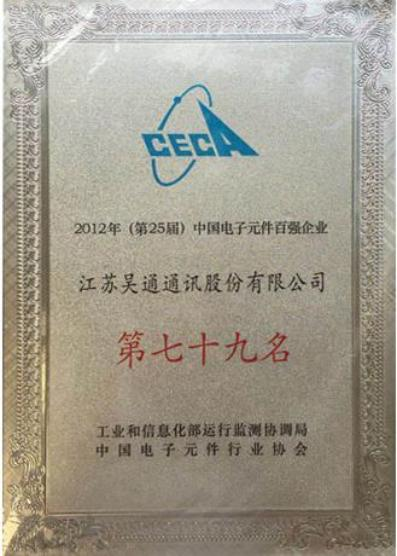 CECA
2012年（第25届）中国电子元件百强企业
江苏吴通通讯股份有限公司
第七十九名
工业和信息化部运行监测协调局
中国电子元件行业协会